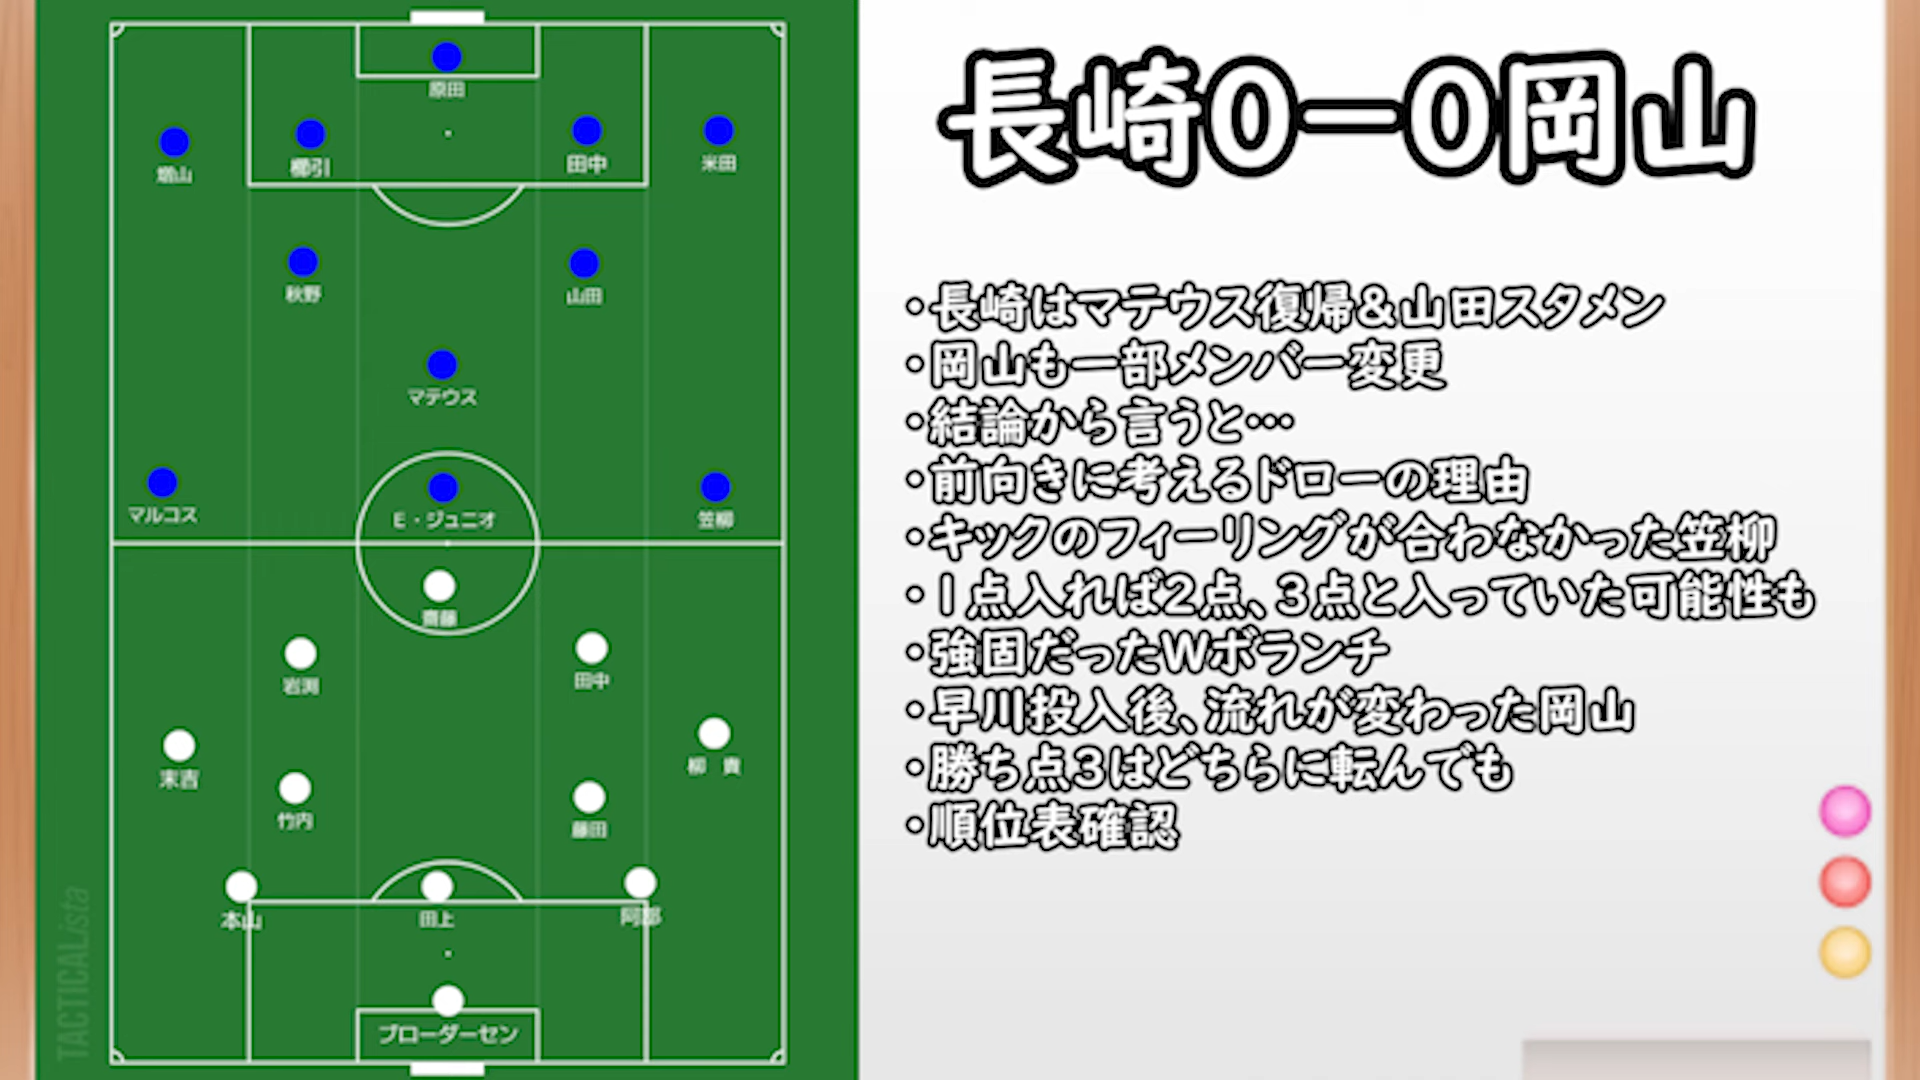 長崎0ー0岡山
・長崎はマテウス復帰&山田スタメン
・岡山も一部メンバー変更
・結論から言うと…
・前向きに考えるドローの理由
・キックのフィーリングが合わなかった笠柳
・1点入れば2点、3点と入っていた可能性も
・強固だったWボランチ
・早川投入後、流れが変わった岡山
・勝ち点3はどちらに転んでも
・順位表確認
原田
増山 櫛引 田中 米田
秋野 山田
マテウス
マルコス E・ジュニオ 笠柳
齋藤
岩渕 田中
末吉 柳 貴
竹内 藤田
本山 田上 阿部
ブローダーセン
TACTICALista